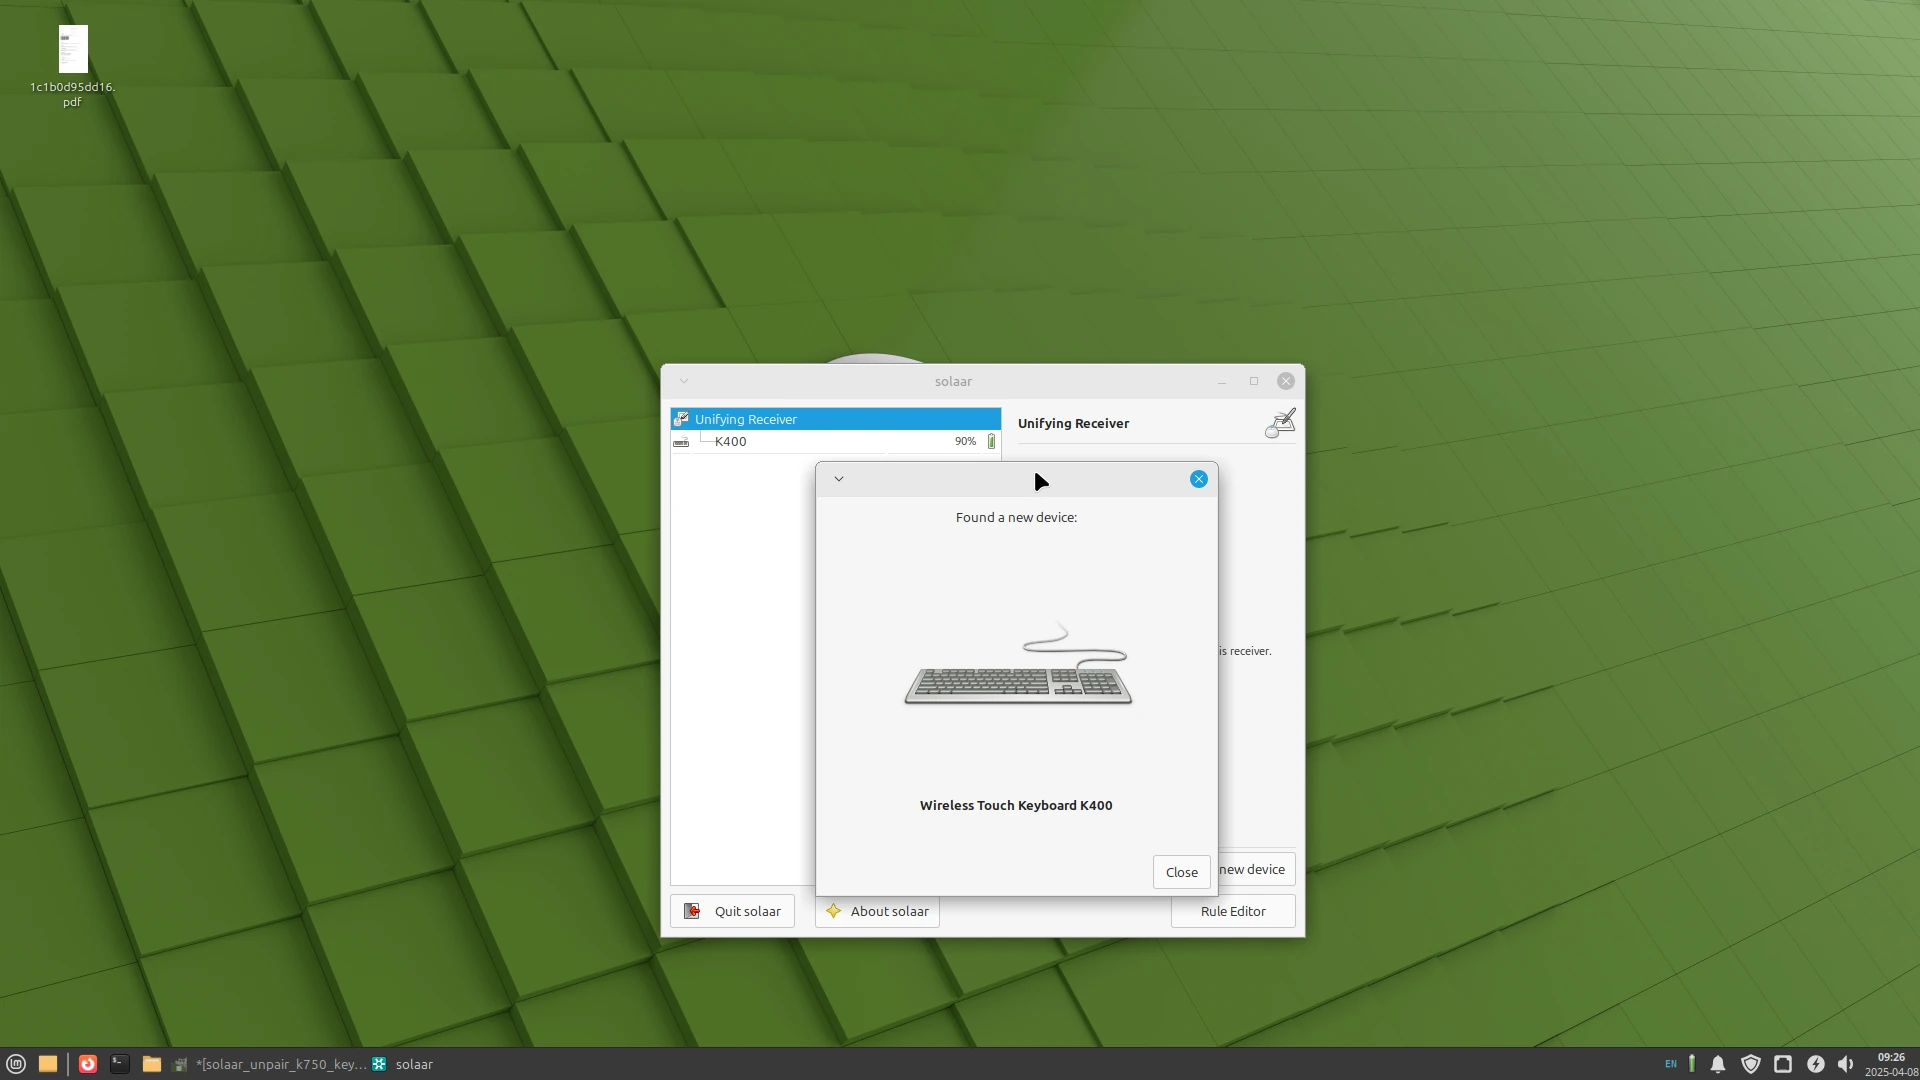 1c1b0d95dd16.
pdf
solaar
Unifying Receiver
K400
90%
Unifying Receiver
Found a new device:
is receiver.
Wireless Touch Keyboard K400
Close
new device
Quit solaar
About solaar
Rule Editor
*[solaar_unpair_k750_key...
solaar
EN
09:26
2025-04-08